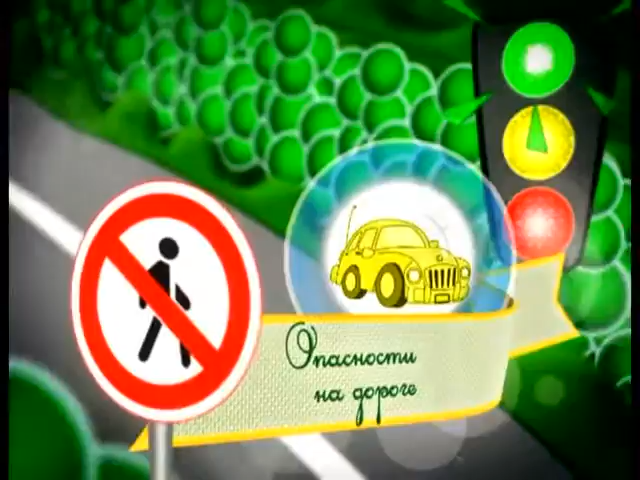 Опасности
на дороге